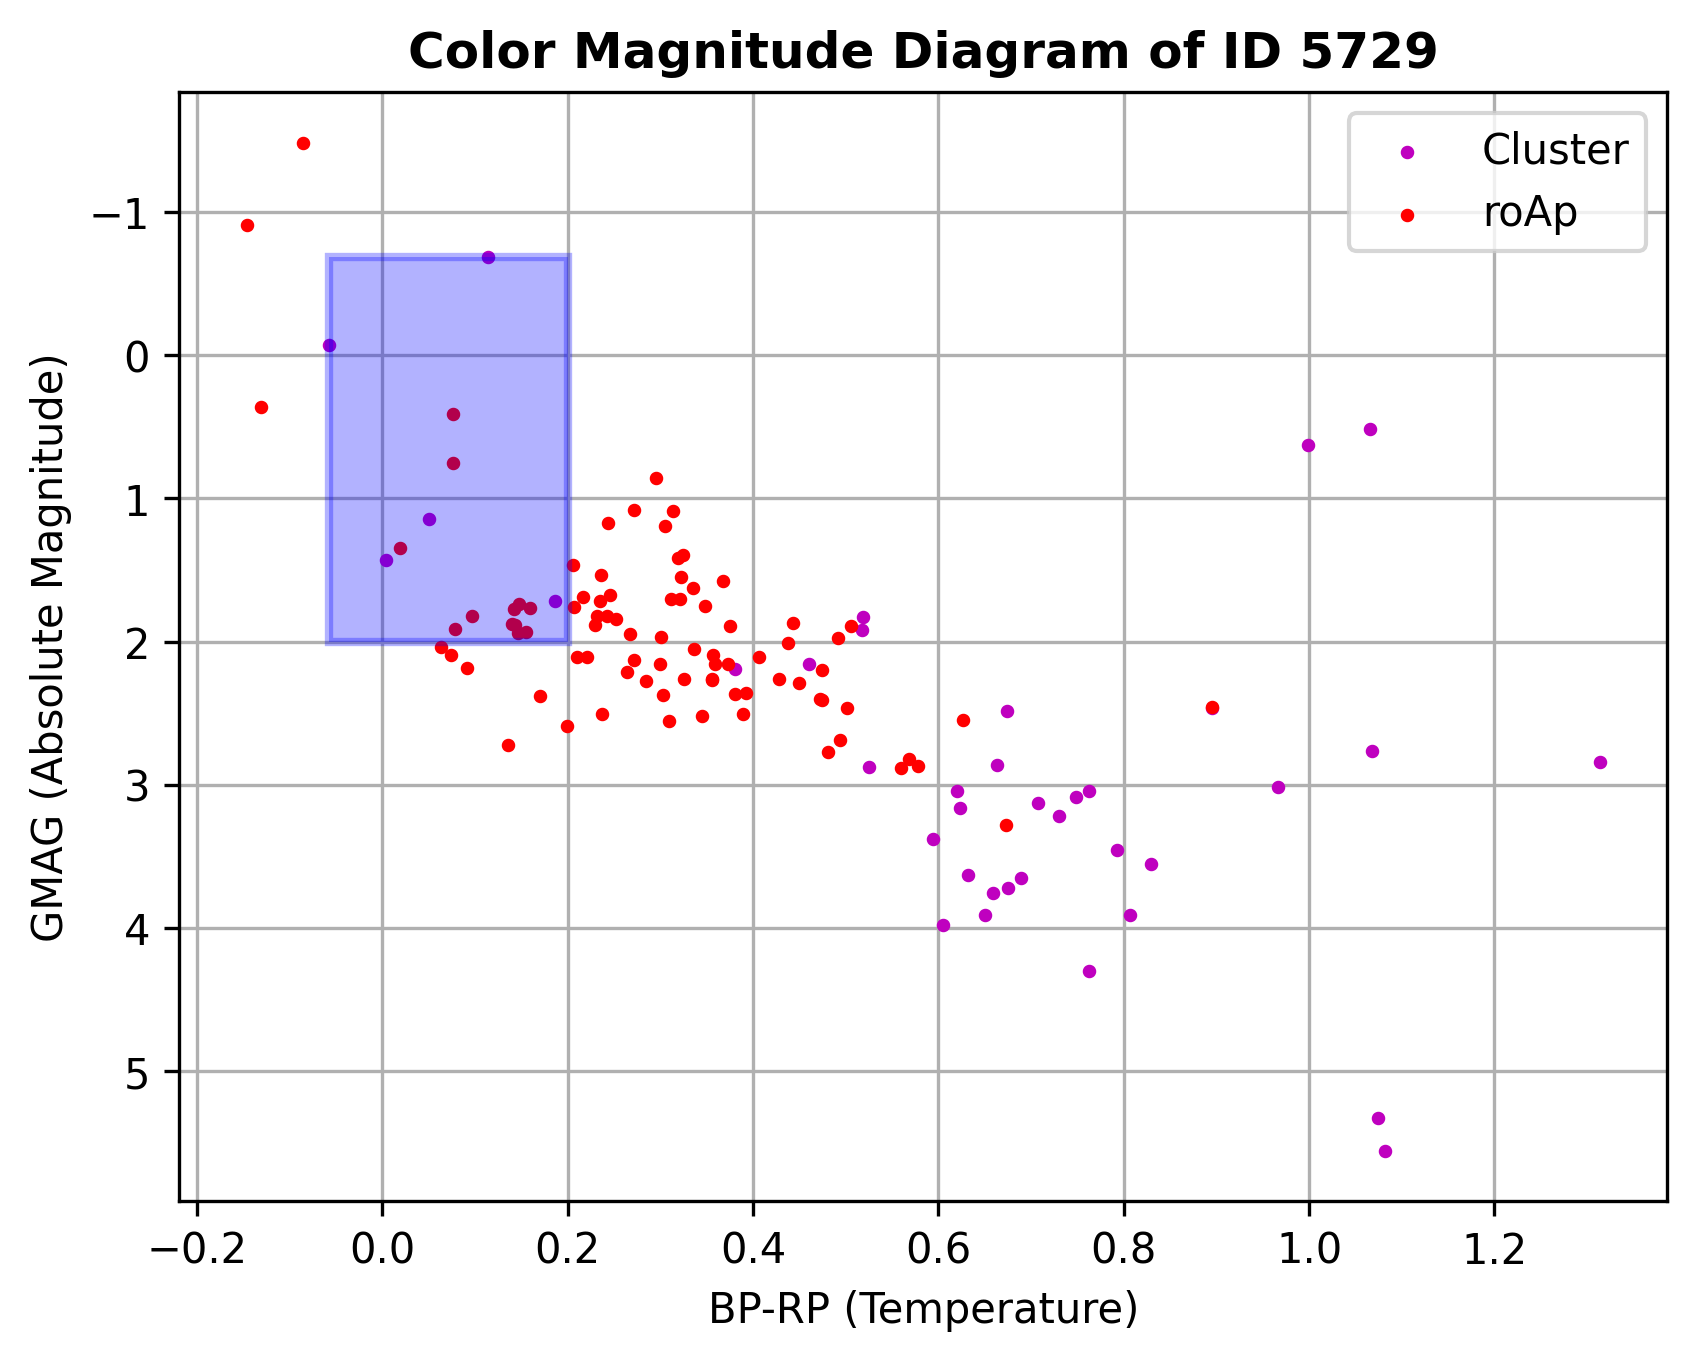 Color Magnitude Diagram of ID 5729
Cluster
roAp
−1
0
1
2
3
4
5
GMAG (Absolute Magnitude)
−0.2 0.0 0.2 0.4 0.6 0.8 1.0 1.2
BP-RP (Temperature)